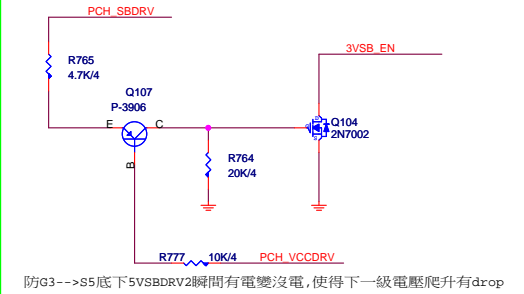 PCH_SBDRV
3VSB_EN
R765
4.7K/4
Q107
P-3906
E
C
B
Q104
2N7002
R764
20K/4
R777
10K/4
PCH_VCCDRV
防G3-->S5底下5VSBDRV2瞬間有電變沒電,使得下一級電壓爬升有drop